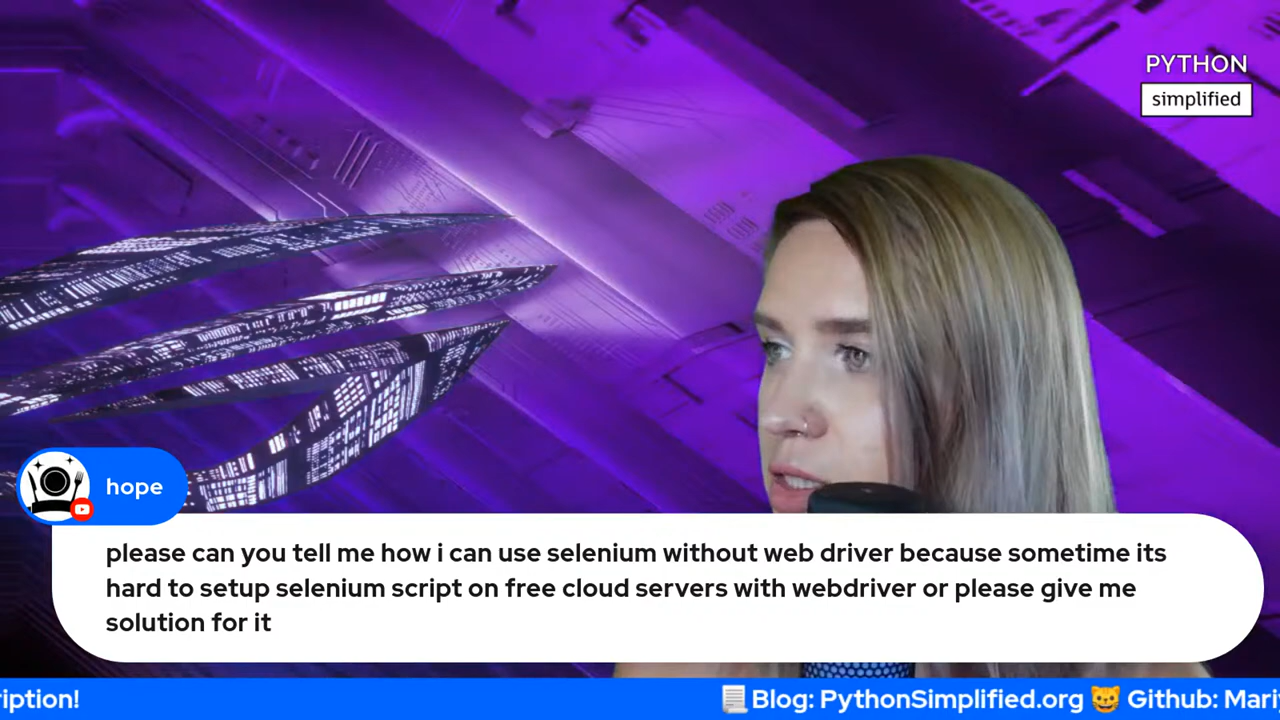 PYTHON
simplified
hope
please can you tell me how i can use selenium without web driver because sometime its
hard to setup selenium script on free cloud servers with webdriver or please give me
solution for it
ription!
📃 Blog: PythonSimplified.org 😺 Github: Mariy